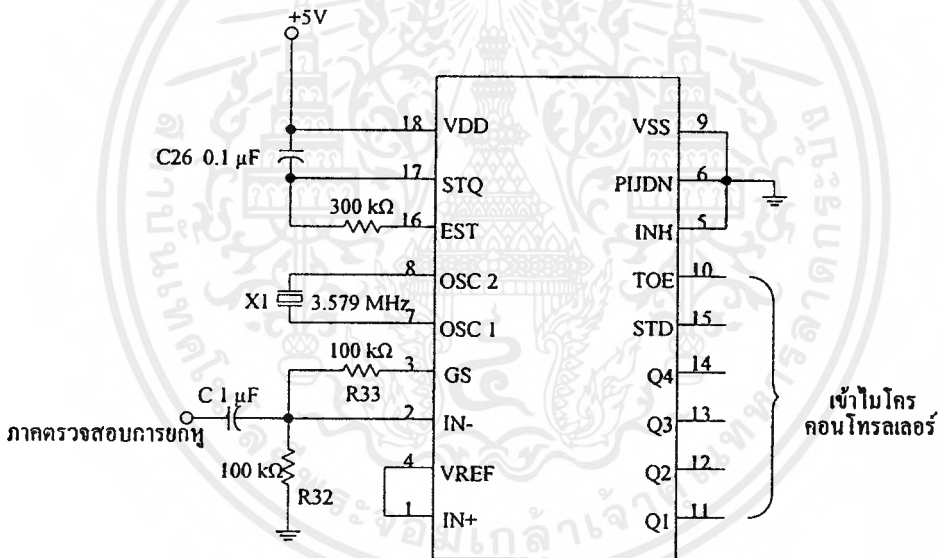 +5V
18 VDD
C26 0.1 µF
17 STQ
300 kΩ
16 EST
8 OSC 2
X1 3.579 MHz
7 OSC 1
100 kΩ
3 GS
R33
C 1 µF
2 IN-
ภาคตรวจสอบการยกหู
100 kΩ
R32
4 VREF
1 IN+
VSS 9
PIJDN 6
INH 5
TOE 10
STD 15
Q4 14
Q3 13
Q2 12
Q1 11
เข้าไมโคร
คอนโทรลเลอร์